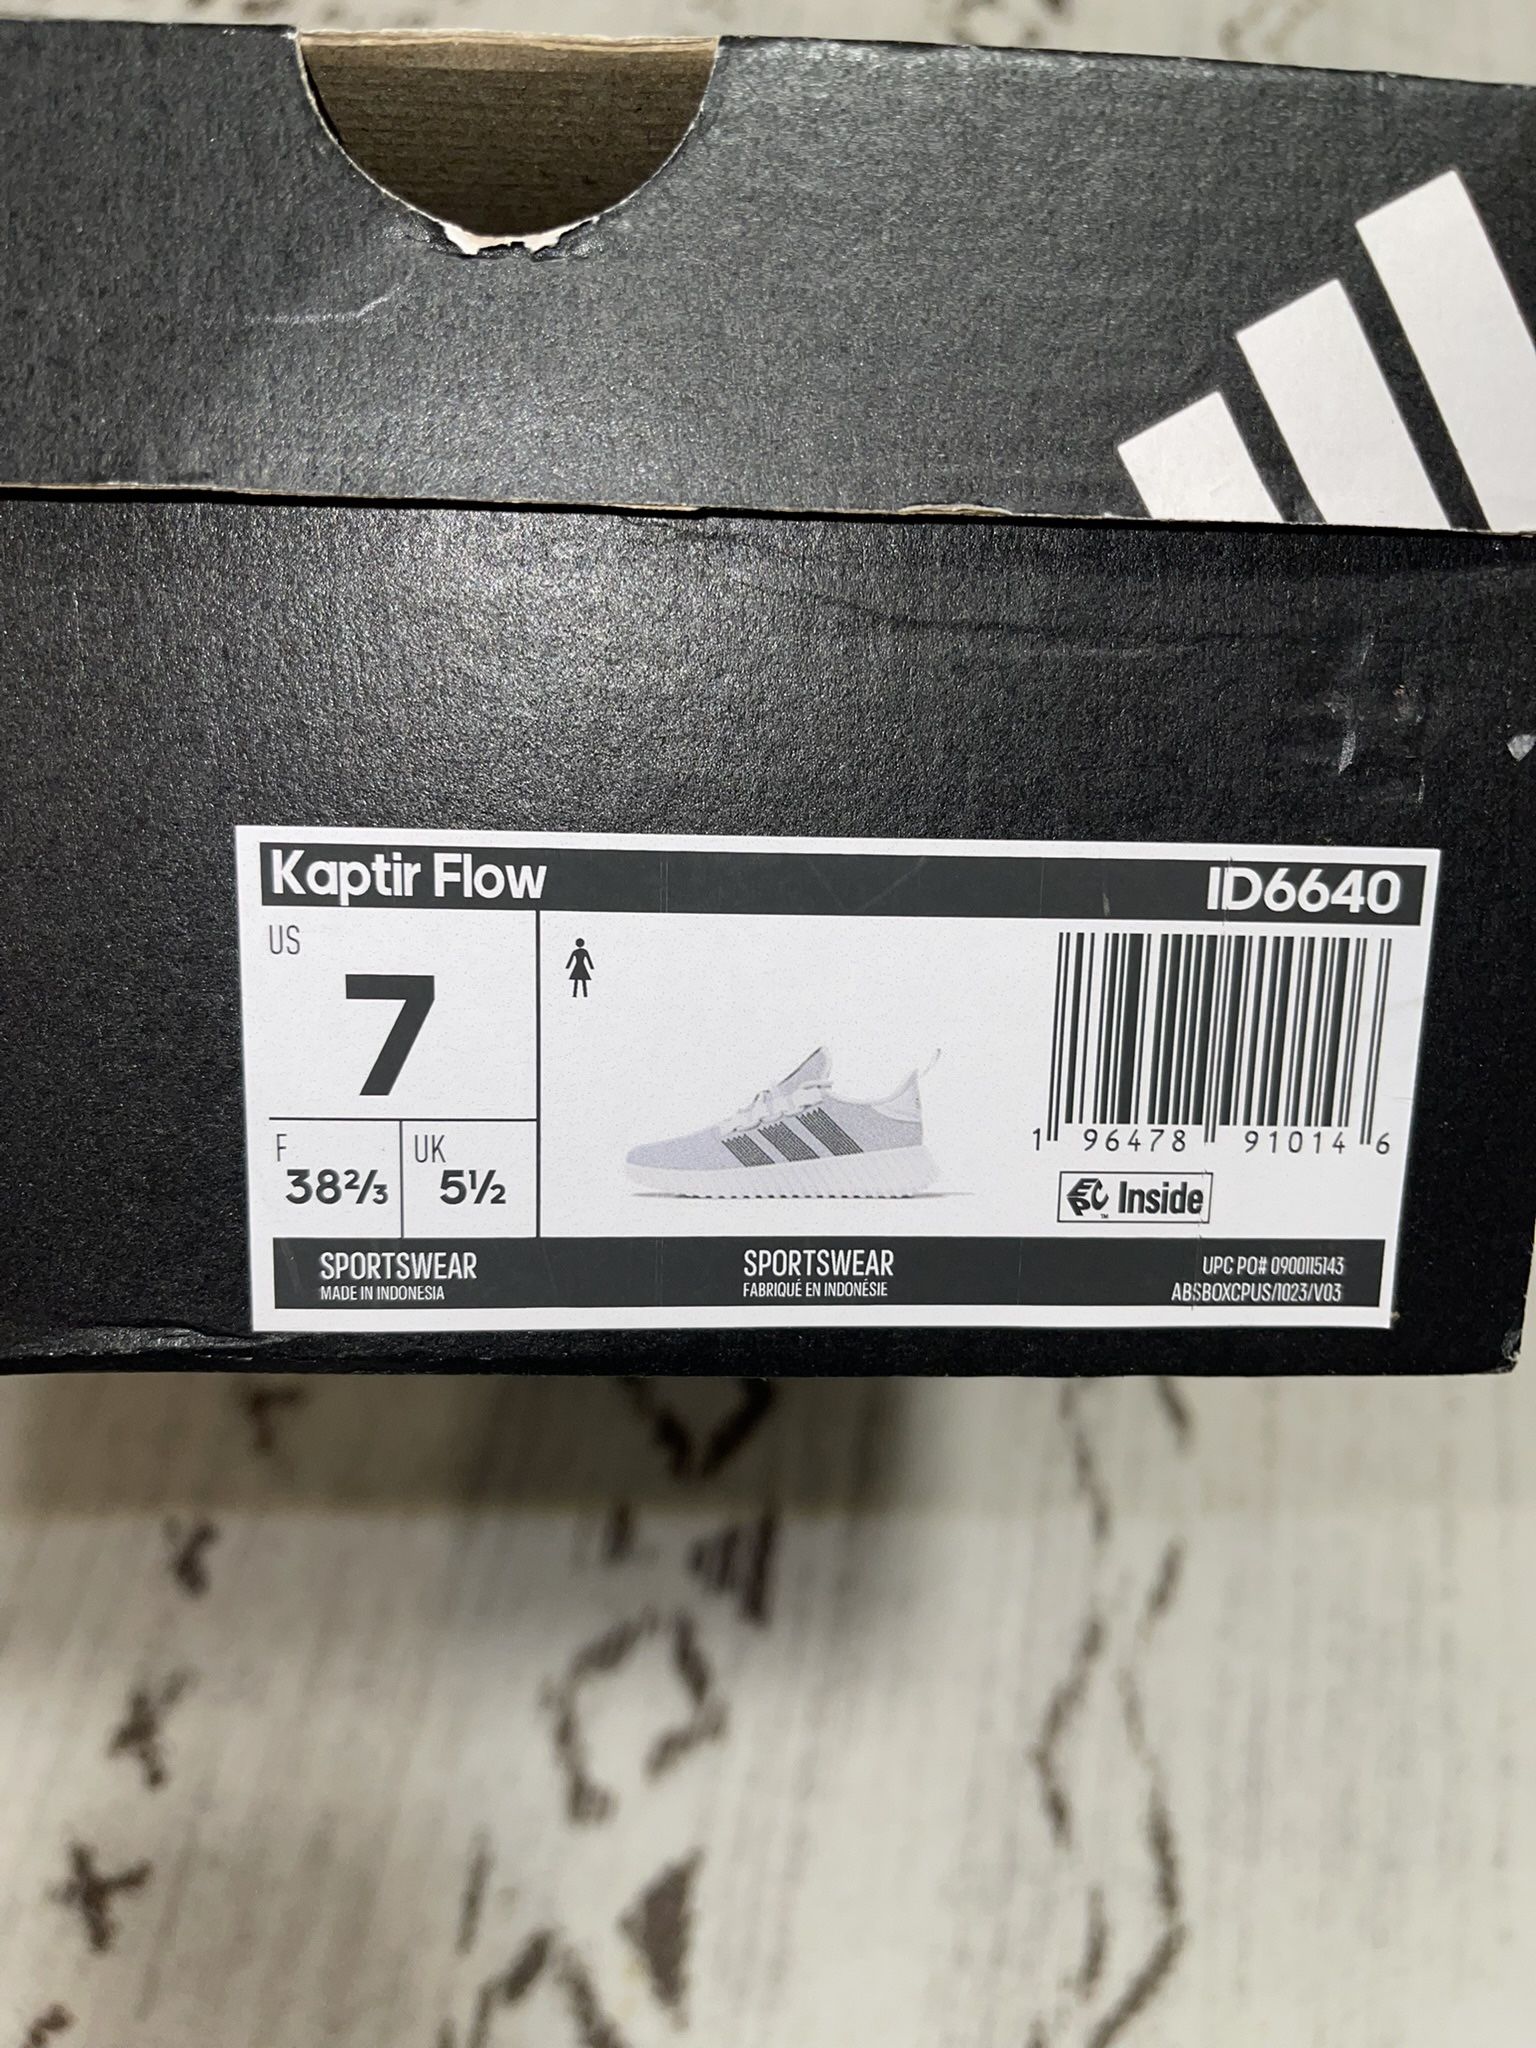 Kaptir Flow ID6640
US
7
F 38⅔
UK 5½
1 96478 91014 6
EPC™ Inside
SPORTSWEAR
MADE IN INDONESIA
SPORTSWEAR
FABRIQUÉ EN INDONÉSIE
UPC PO# 0900115143
ABSBOXCPUS/1023/V03